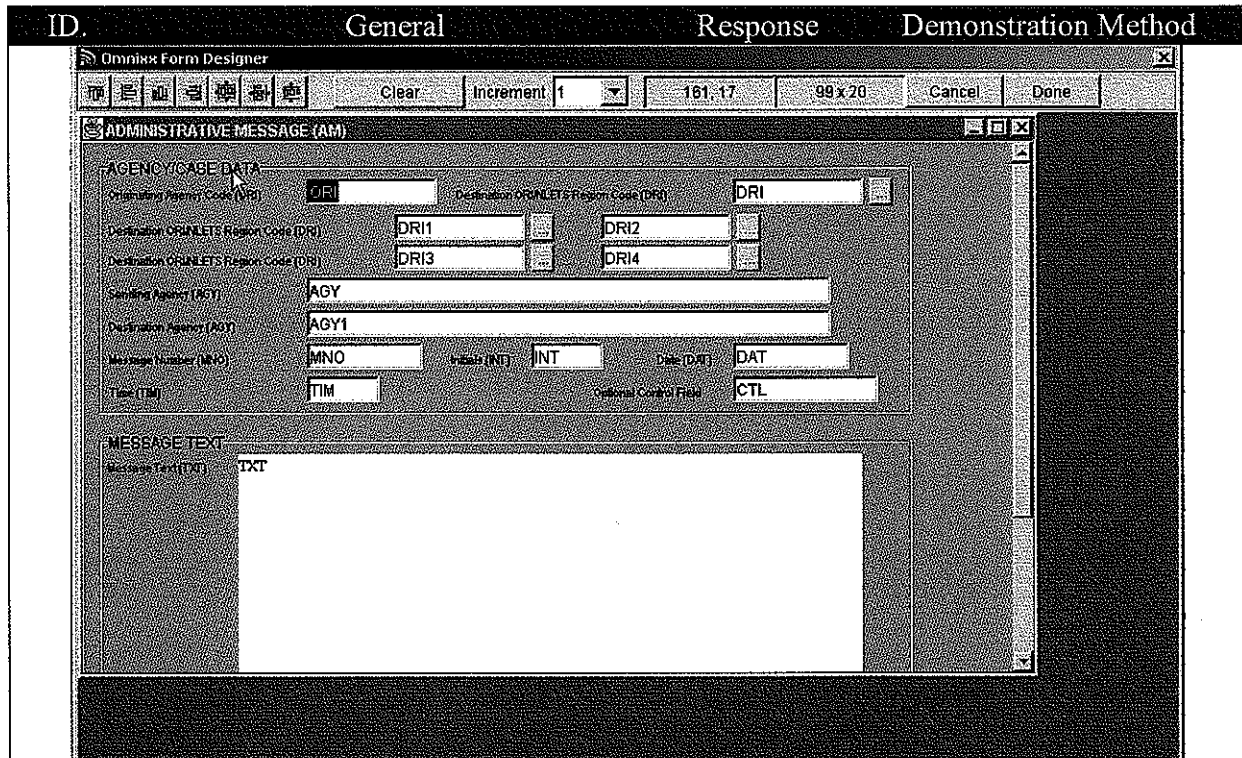 ID. General Response Demonstration Method
Omnixx Form Designer
Clear Increment 1 161, 17 99 x 20 Cancel Done
ADMINISTRATIVE MESSAGE (AM)
AGENCY/CASE DATA
Originating Agency Code (ORI) ORI Destination ORI/NLETS Region Code (DRI) DRI ...
Destination ORI/NLETS Region Code (DRI) DRI1 ... DRI2 ...
Destination ORI/NLETS Region Code (DRI) DRI3 ... DRI4 ...
Sending Agency (AGY) AGY
Destination Agency (AGY) AGY1
Message Number (MNO) MNO Initials (INT) INT Date (DAT) DAT
Time (TIM) TIM Optional Control Field CTL
MESSAGE TEXT
Message Text (TXT) TXT